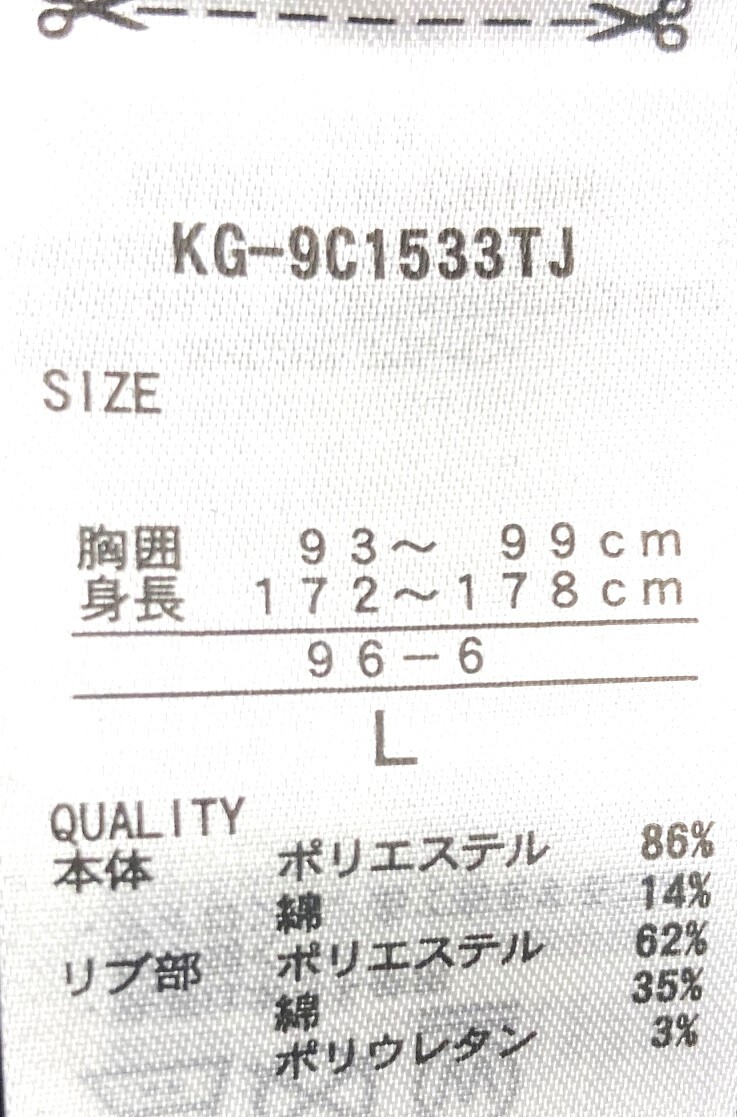 KG-9C1533TJ
SIZE
胸囲 93～ 99cm
身長 172～178cm
96-6
L
QUALITY
本体 ポリエステル 86%
綿 14%
リブ部 ポリエステル 62%
綿 35%
ポリウレタン 3%